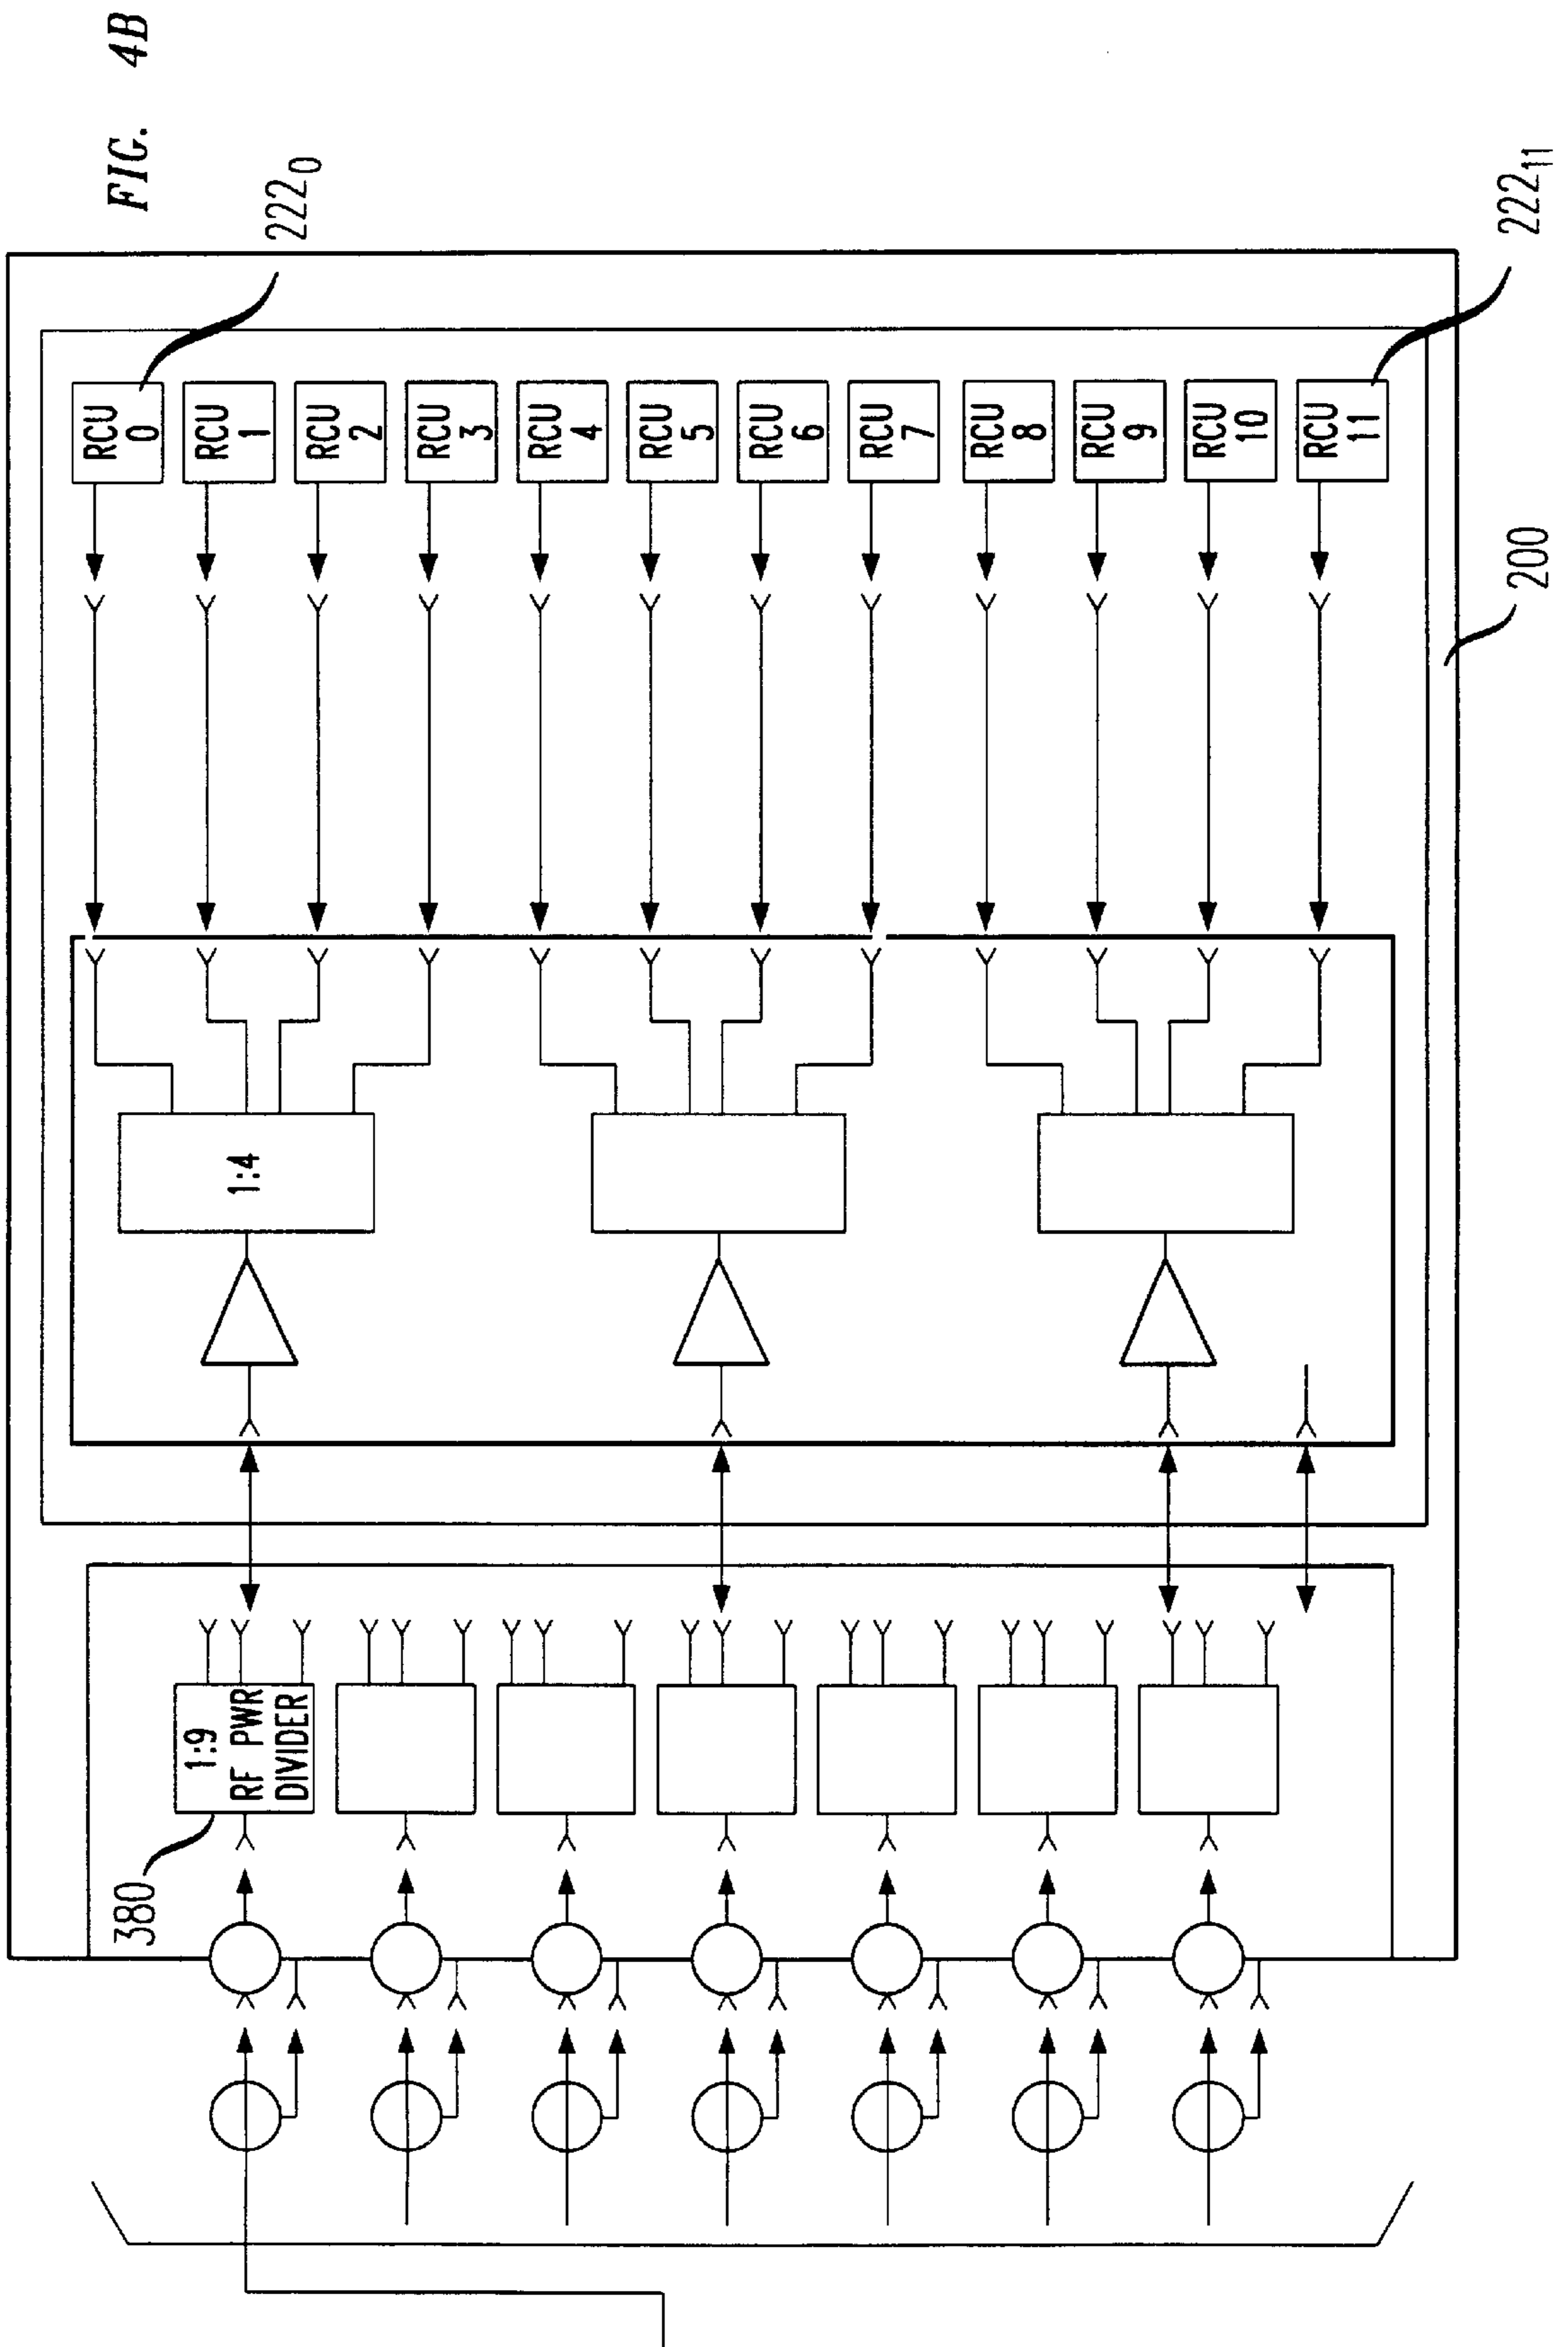 FIG. 4B
222₀
222₁₁
RCU
0
RCU
1
RCU
2
RCU
3
RCU
4
RCU
5
RCU
6
RCU
7
RCU
8
RCU
9
RCU
10
RCU
11
200
1:4
1:9
RF PWR
DIVIDER
380